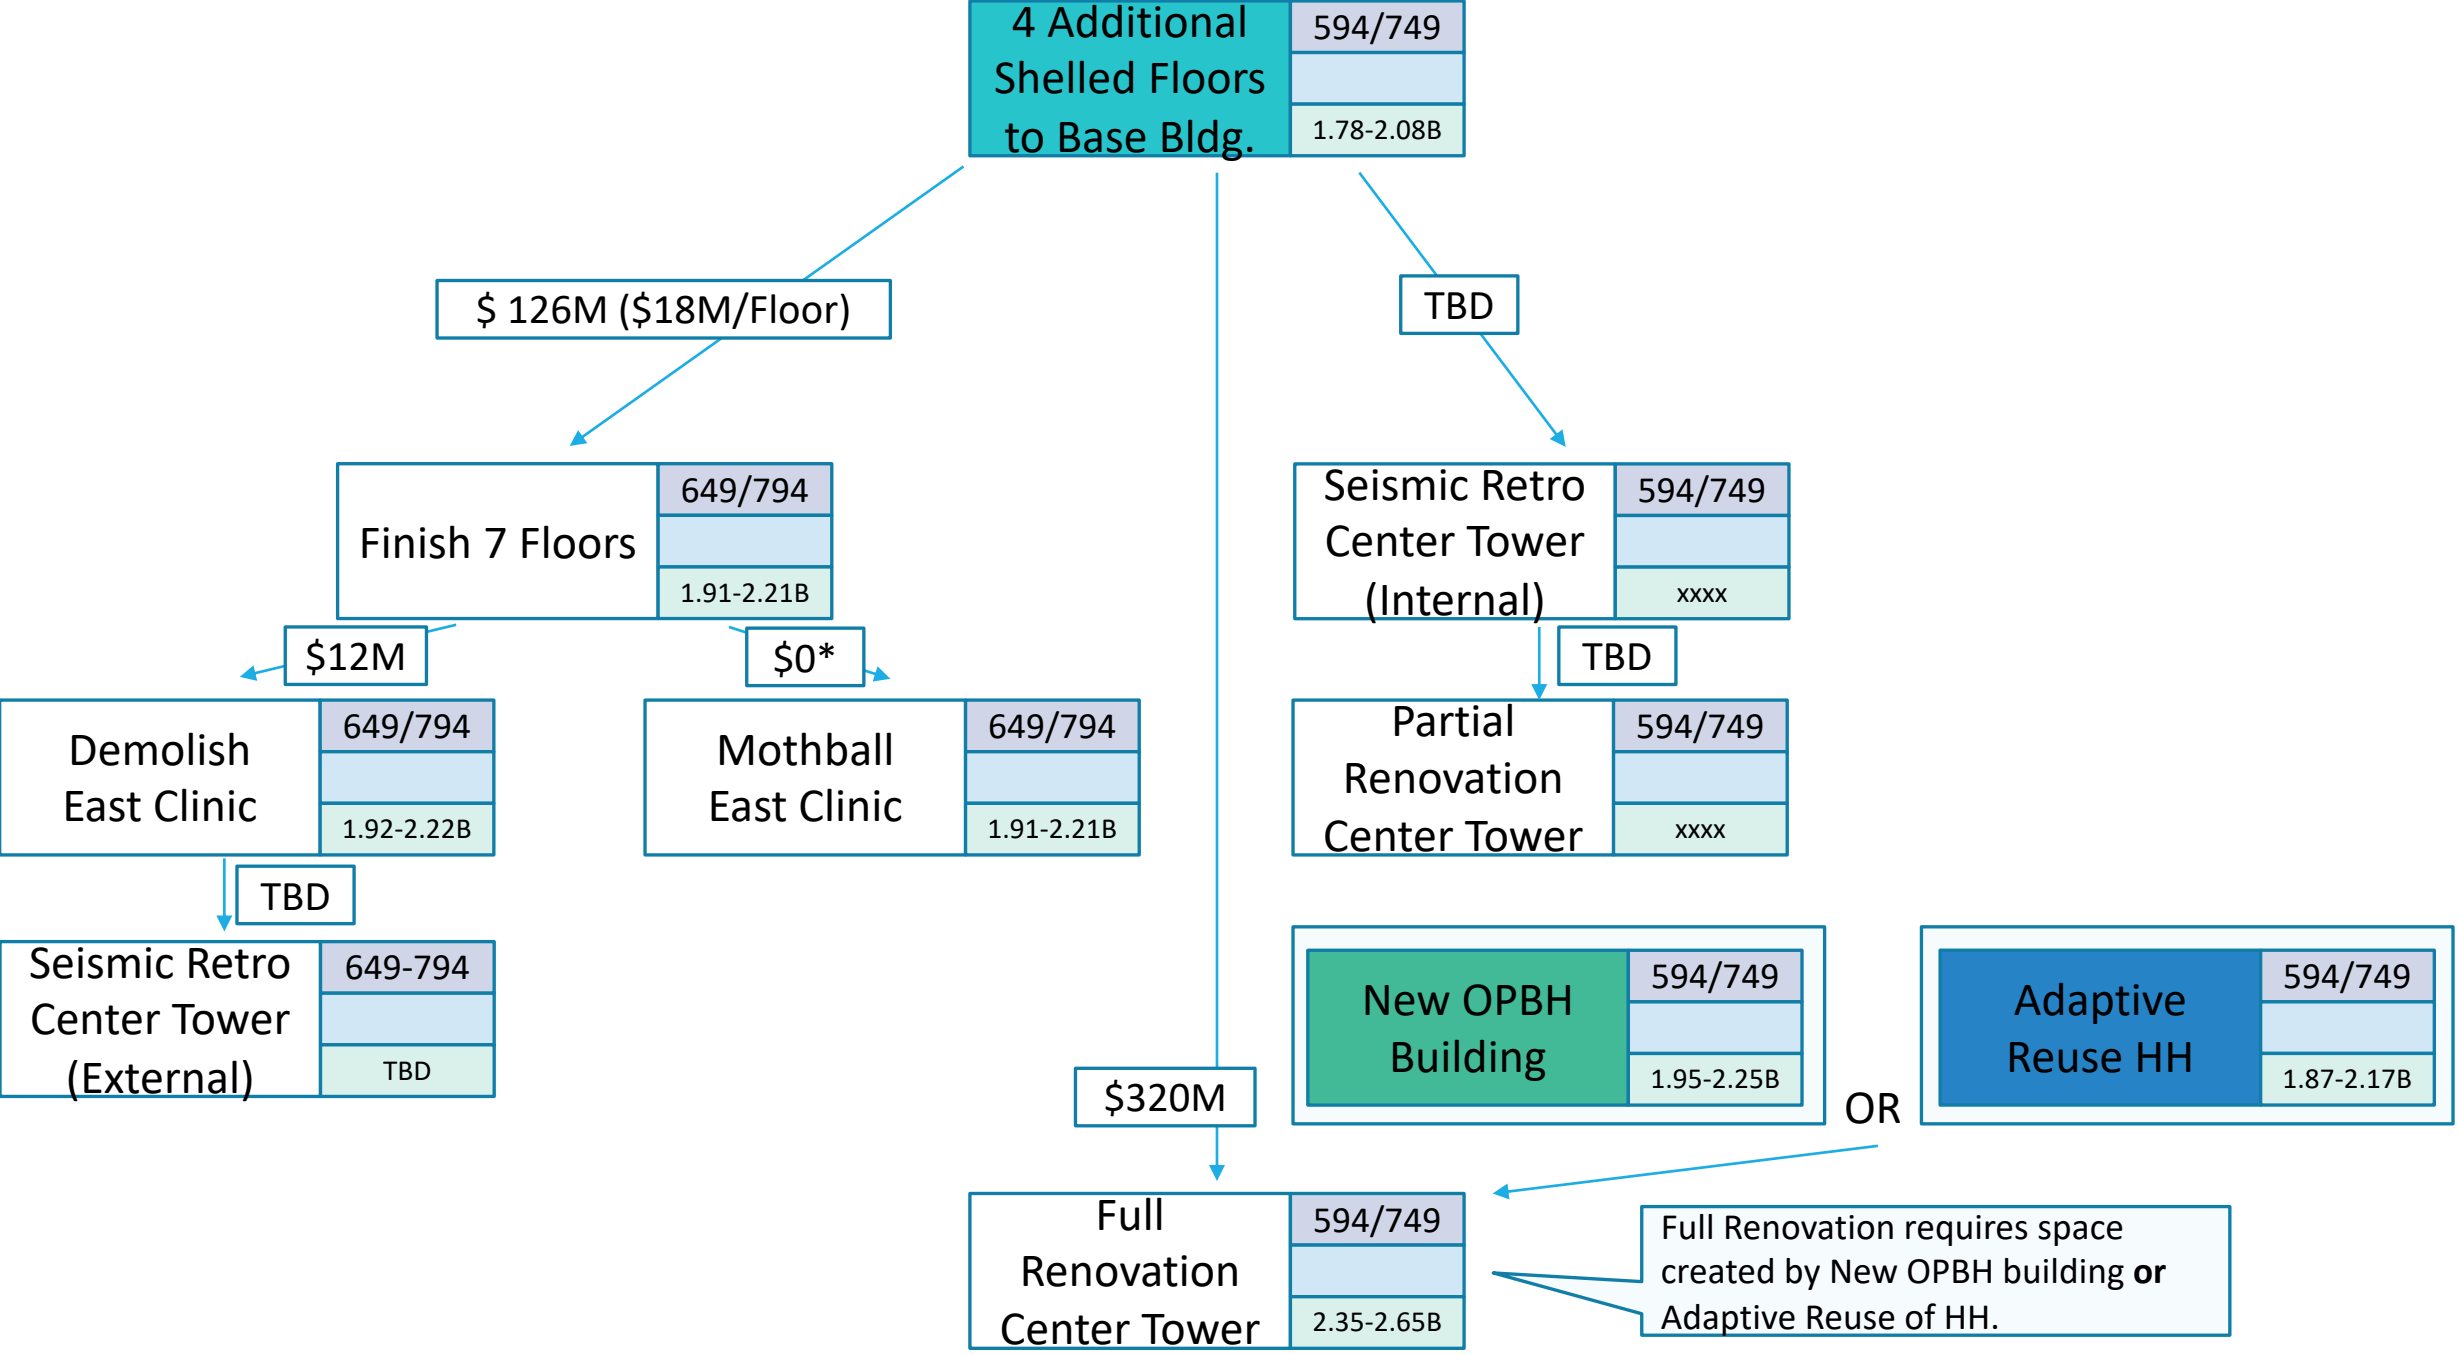 4 Additional
Shelled Floors
to Base Bldg.
594/749
1.78-2.08B
$ 126M ($18M/Floor)
TBD
Finish 7 Floors
649/794
1.91-2.21B
Seismic Retro
Center Tower
(Internal)
594/749
xxxx
$12M
$0*
TBD
Demolish
East Clinic
649/794
1.92-2.22B
Mothball
East Clinic
649/794
1.91-2.21B
Partial
Renovation
Center Tower
594/749
xxxx
TBD
Seismic Retro
Center Tower
(External)
649-794
TBD
New OPBH
Building
594/749
1.95-2.25B
OR
Adaptive
Reuse HH
594/749
1.87-2.17B
$320M
Full
Renovation
Center Tower
594/749
2.35-2.65B
Full Renovation requires space
created by New OPBH building or
Adaptive Reuse of HH.